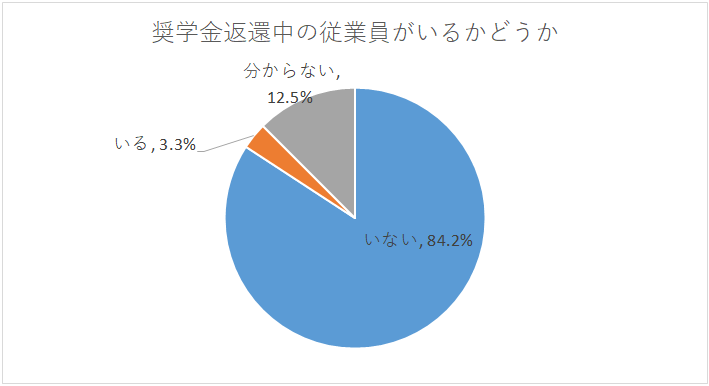 奨学金返還中の従業員がいるかどうか
分からない,
12.5%
いる, 3.3%
いない, 84.2%